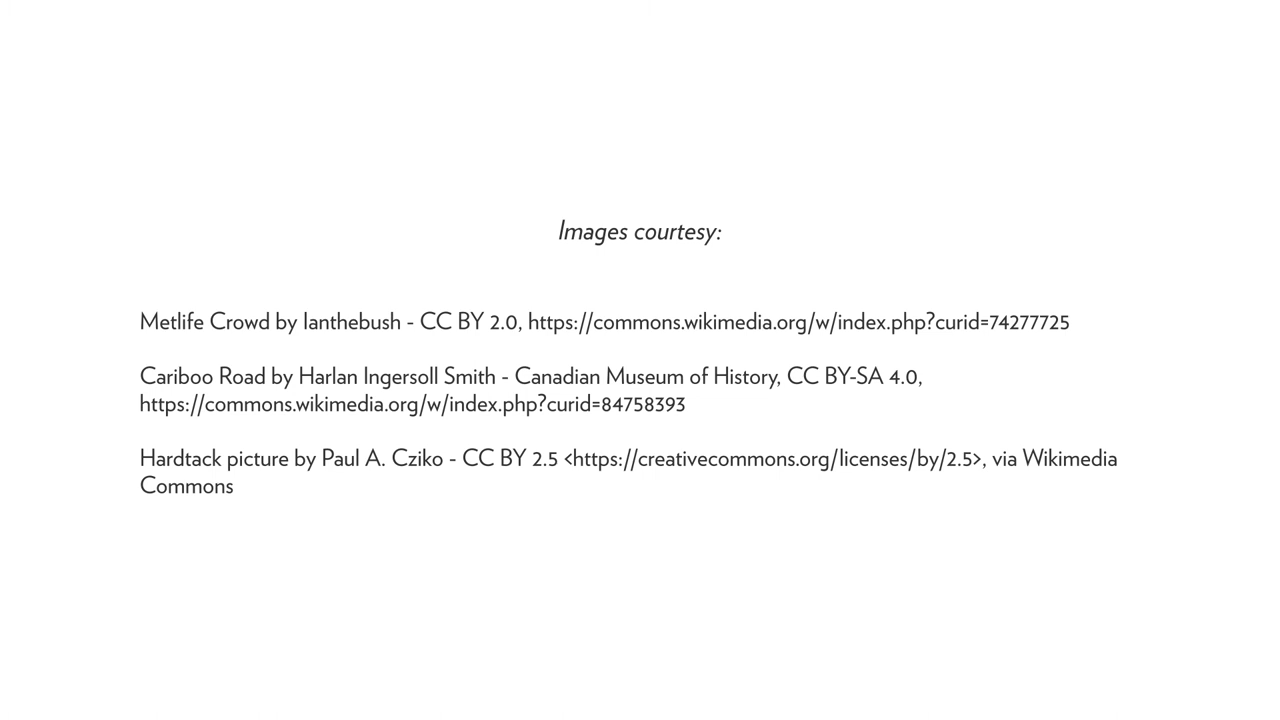 Images courtesy:
Metlife Crowd by Ianthebush - CC BY 2.0, https://commons.wikimedia.org/w/index.php?curid=74277725
Cariboo Road by Harlan Ingersoll Smith - Canadian Museum of History, CC BY-SA 4.0,
https://commons.wikimedia.org/w/index.php?curid=84758393
Hardtack picture by Paul A. Cziko - CC BY 2.5 <https://creativecommons.org/licenses/by/2.5>, via Wikimedia
Commons